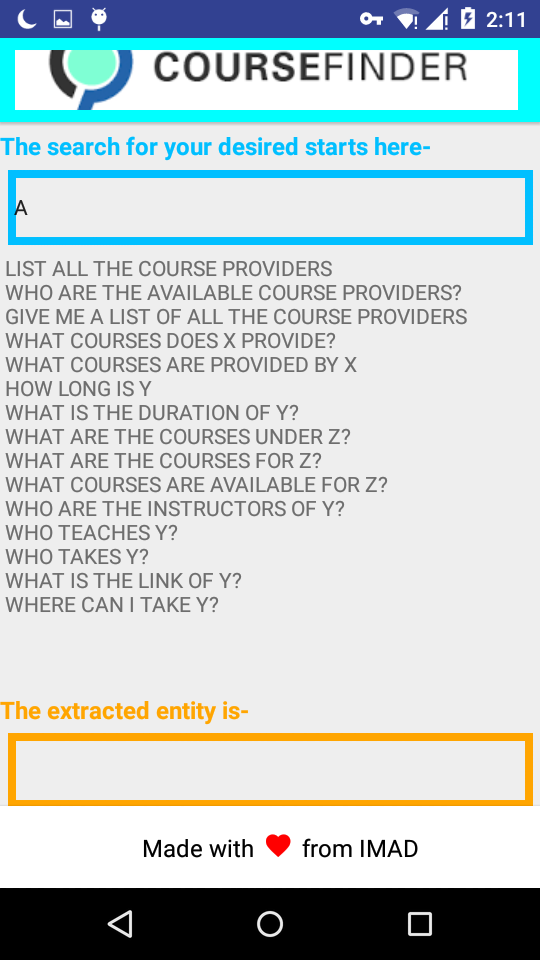 2:11
COURSEFINDER
The search for your desired starts here-
A
LIST ALL THE COURSE PROVIDERS
WHO ARE THE AVAILABLE COURSE PROVIDERS?
GIVE ME A LIST OF ALL THE COURSE PROVIDERS
WHAT COURSES DOES X PROVIDE?
WHAT COURSES ARE PROVIDED BY X
HOW LONG IS Y
WHAT IS THE DURATION OF Y?
WHAT ARE THE COURSES UNDER Z?
WHAT ARE THE COURSES FOR Z?
WHAT COURSES ARE AVAILABLE FOR Z?
WHO ARE THE INSTRUCTORS OF Y?
WHO TEACHES Y?
WHO TAKES Y?
WHAT IS THE LINK OF Y?
WHERE CAN I TAKE Y?
The extracted entity is-
Made with ❤ from IMAD